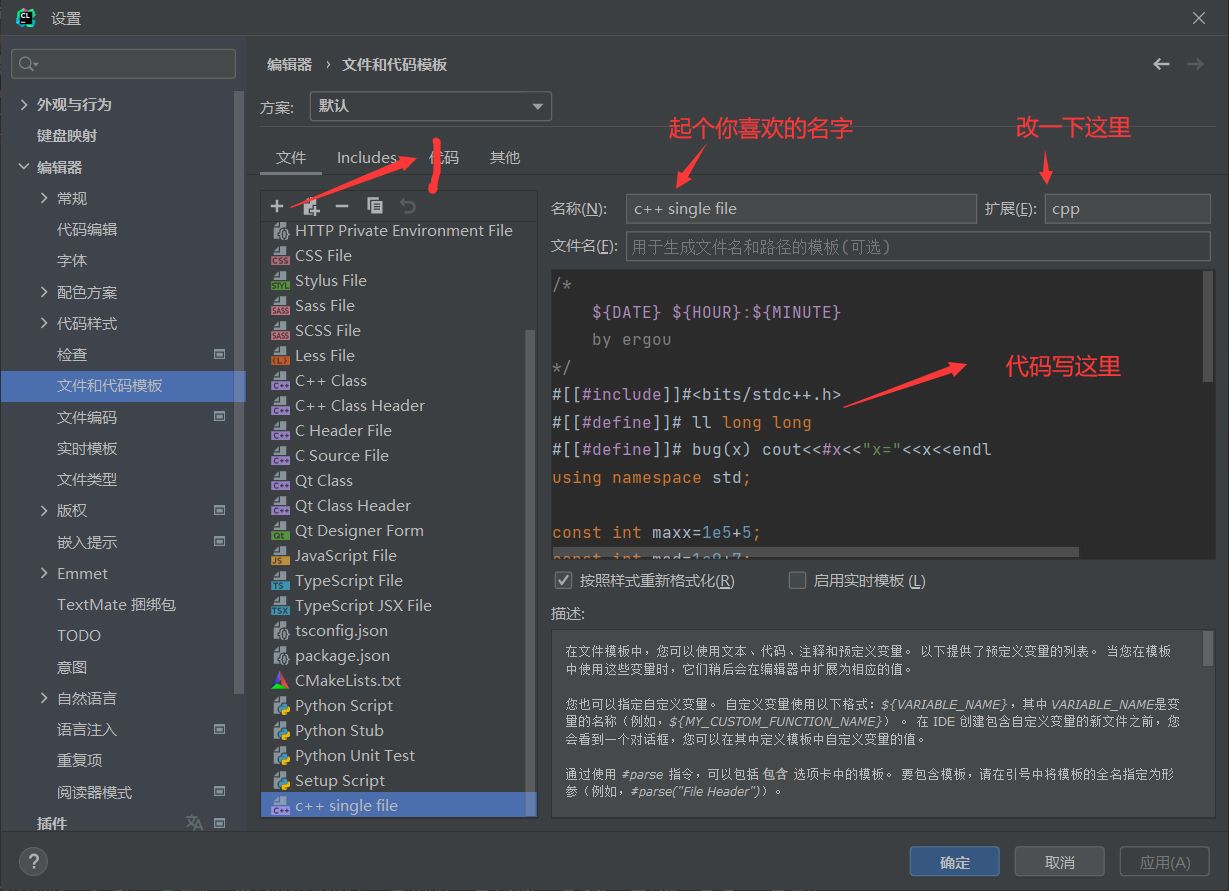 CL
设置
编辑器 › 文件和代码模板
外观与行为
键盘映射
编辑器
常规
代码编辑
字体
配色方案
代码样式
检查
文件和代码模板
文件编码
实时模板
文件类型
版权
嵌入提示
Emmet
TextMate 捆绑包
TODO
意图
自然语言
语言注入
重复项
阅读器模式
插件
方案: 默认
起个你喜欢的名字
改一下这里
文件 Includes 代码 其他
HTTP Private Environment File
CSS File
Stylus File
Sass File
SCSS File
Less File
C++ Class
C++ Class Header
C Header File
C Source File
Qt Class
Qt Class Header
Qt Designer Form
JavaScript File
TypeScript File
TypeScript JSX File
tsconfig.json
package.json
CMakeLists.txt
Python Script
Python Stub
Python Unit Test
Setup Script
c++ single file
名称(N): c++ single file 扩展(E): cpp
文件名(F): 用于生成文件名和路径的模板(可选)
/*
${DATE} ${HOUR}:${MINUTE}
by ergou
*/
代码写这里
#[[#include]]#<bits/stdc++.h>
#[[#define]]# ll long long
#[[#define]]# bug(x) cout<<#x<<"x="<<x<<endl
using namespace std;
const int maxx=1e5+5;
按照样式重新格式化(R) 启用实时模板 (L)
描述:
在文件模板中，您可以使用文本、代码、注释和预定义变量。 以下提供了预定义变量的列表。 当您在模板
中使用这些变量时，它们稍后会在编辑器中扩展为相应的值。
您也可以指定自定义变量。 自定义变量使用以下格式：${VARIABLE_NAME}，其中 VARIABLE_NAME是变
量的名称（例如，${MY_CUSTOM_FUNCTION_NAME}） 。 在 IDE 创建包含自定义变量的新文件之前，您
会看到一个对话框，您可以在其中定义模板中自定义变量的值。
通过使用 #parse 指令，可以包括 包含 选项卡中的模板。 要包含模板，请在引号中将模板的全名指定为形
参（例如，#parse("File Header")）。
?
确定 取消 应用(A)